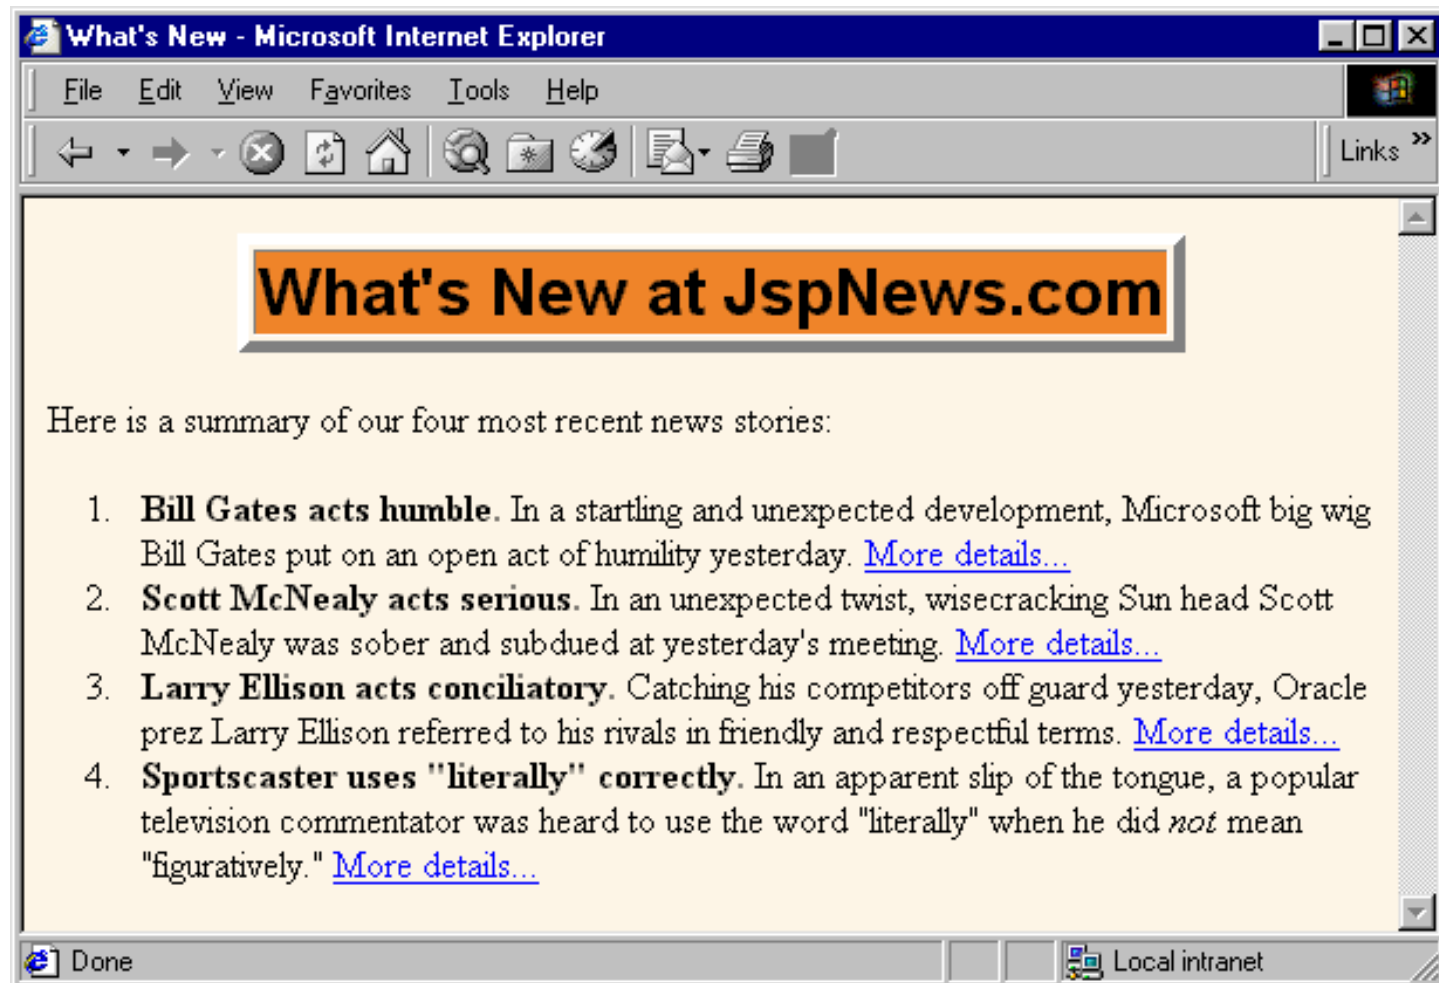 What's New - Microsoft Internet Explorer
File Edit View Favorites Tools Help
Links »
What's New at JspNews.com
Here is a summary of our four most recent news stories:
1. Bill Gates acts humble. In a startling and unexpected development, Microsoft big wig
Bill Gates put on an open act of humility yesterday. More details...
2. Scott McNealy acts serious. In an unexpected twist, wisecracking Sun head Scott
McNealy was sober and subdued at yesterday's meeting. More details...
3. Larry Ellison acts conciliatory. Catching his competitors off guard yesterday, Oracle
prez Larry Ellison referred to his rivals in friendly and respectful terms. More details...
4. Sportscaster uses "literally" correctly. In an apparent slip of the tongue, a popular
television commentator was heard to use the word "literally" when he did not mean
"figuratively." More details...
Done Local intranet